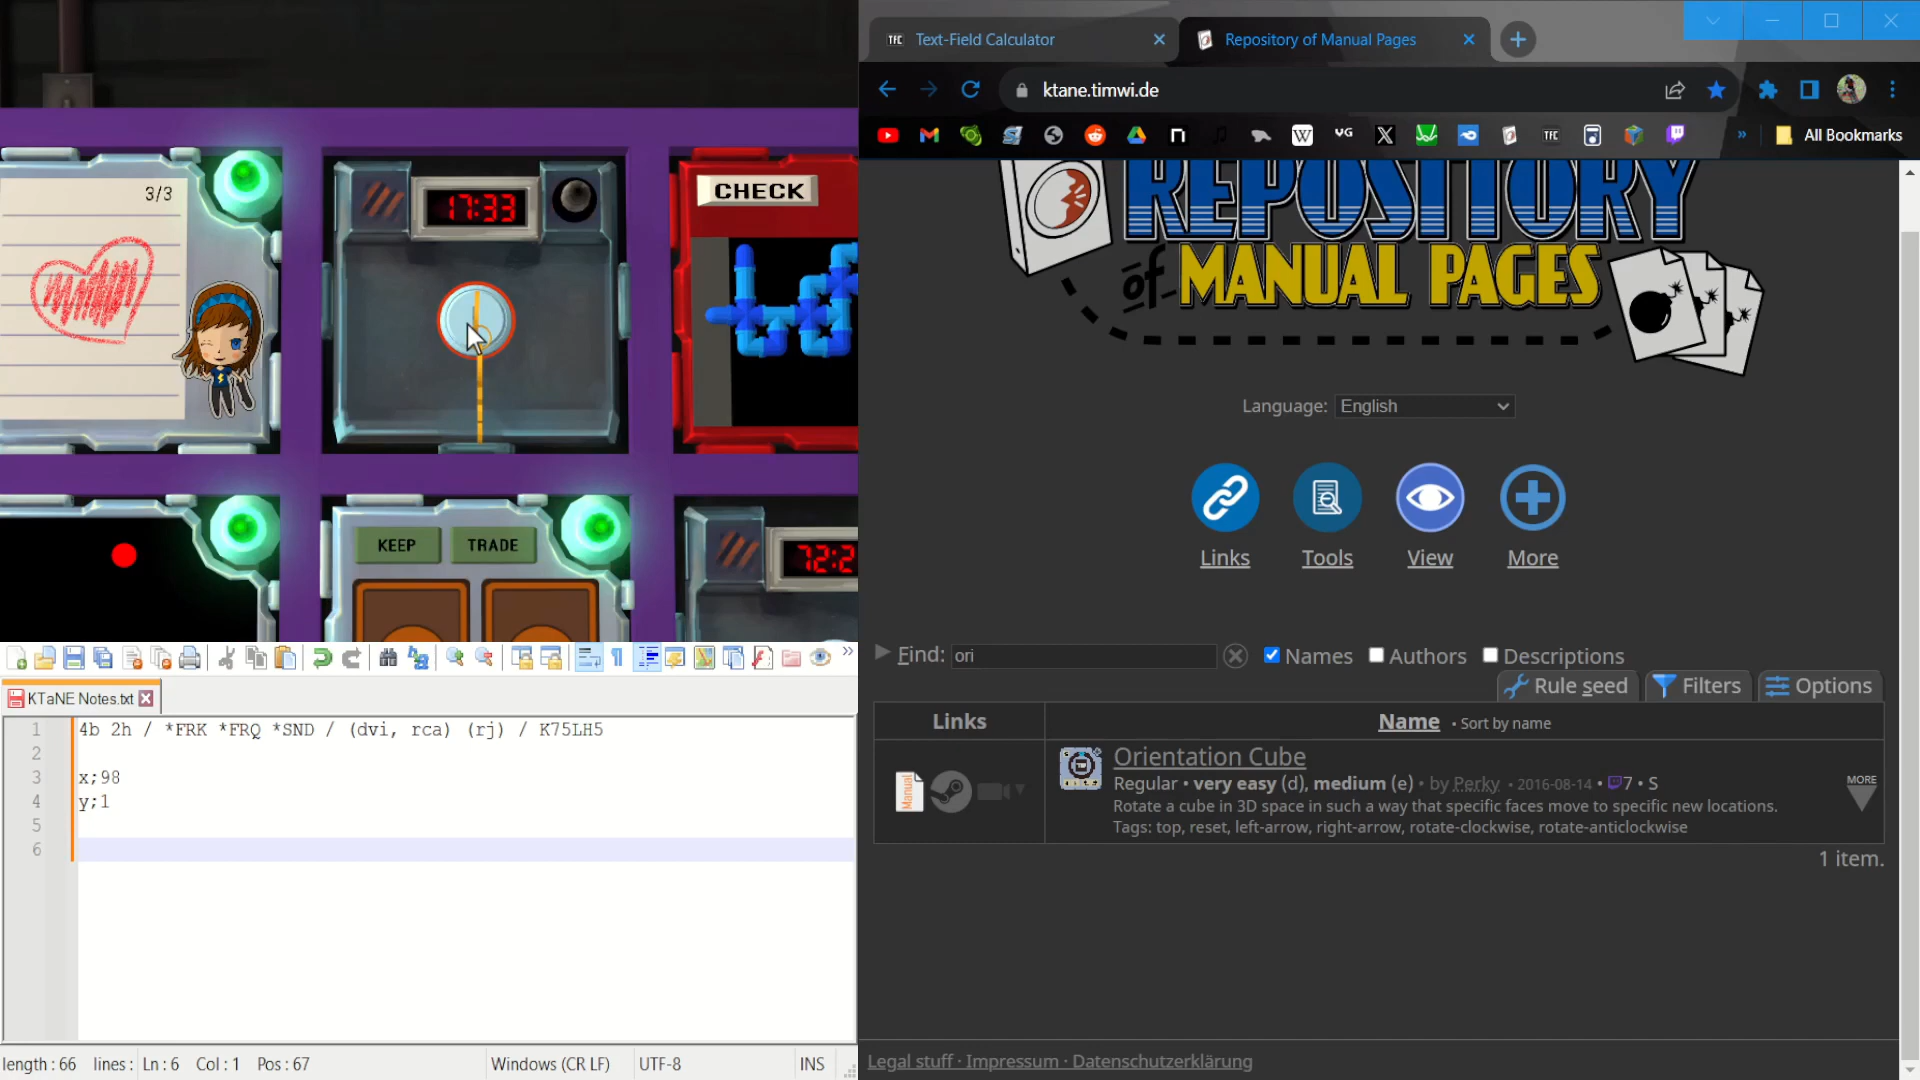 Text-Field Calculator
Repository of Manual Pages
ktane.timwi.de
All Bookmarks
3/3
17:33
CHECK
KEEP
TRADE
REPOSITORY
of MANUAL PAGES
Language: English
Links
Tools
View
More
Find: ori
Names
Authors
Descriptions
Rule seed
Filters
Options
Links
Name • Sort by name
Manual
Orientation Cube
Regular • very easy (d), medium (e) • by Perky • 2016-08-14 • 7 • S
Rotate a cube in 3D space in such a way that specific faces move to specific new locations.
Tags: top, reset, left-arrow, right-arrow, rotate-clockwise, rotate-anticlockwise
MORE
1 item.
Legal stuff · Impressum · Datenschutzerklärung
KTaNE Notes.txt
1 4b 2h / *FRK *FRQ *SND / (dvi, rca) (rj) / K75LH5
2
3 x;98
4 y;1
5
6
length : 66 lines : Ln : 6 Col : 1 Pos : 67 Windows (CR LF) UTF-8 INS